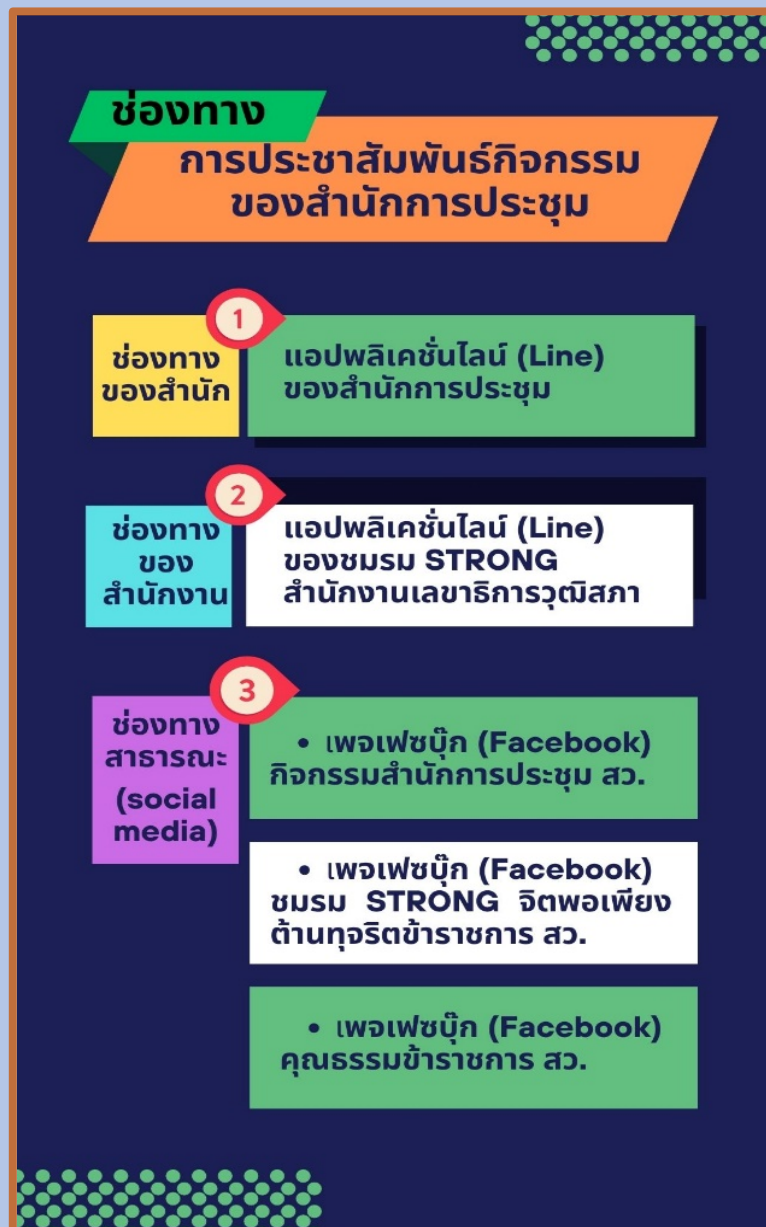 ช่องทาง
การประชาสัมพันธ์กิจกรรม
ของสำนักการประชุม
1
ช่องทาง
ของสำนัก
แอปพลิเคชั่นไลน์ (Line)
ของสำนักการประชุม
2
ช่องทาง
ของ
สำนักงาน
แอปพลิเคชั่นไลน์ (Line)
ของชมรม STRONG
สำนักงานเลขาธิการวุฒิสภา
3
ช่องทาง
สาธารณะ
(social
media)
• เพจเฟซบุ๊ก (Facebook)
กิจกรรมสำนักการประชุม สว.
• เพจเฟซบุ๊ก (Facebook)
ชมรม STRONG จิตพอเพียง
ต้านทุจริตข้าราชการ สว.
• เพจเฟซบุ๊ก (Facebook)
คุณธรรมข้าราชการ สว.